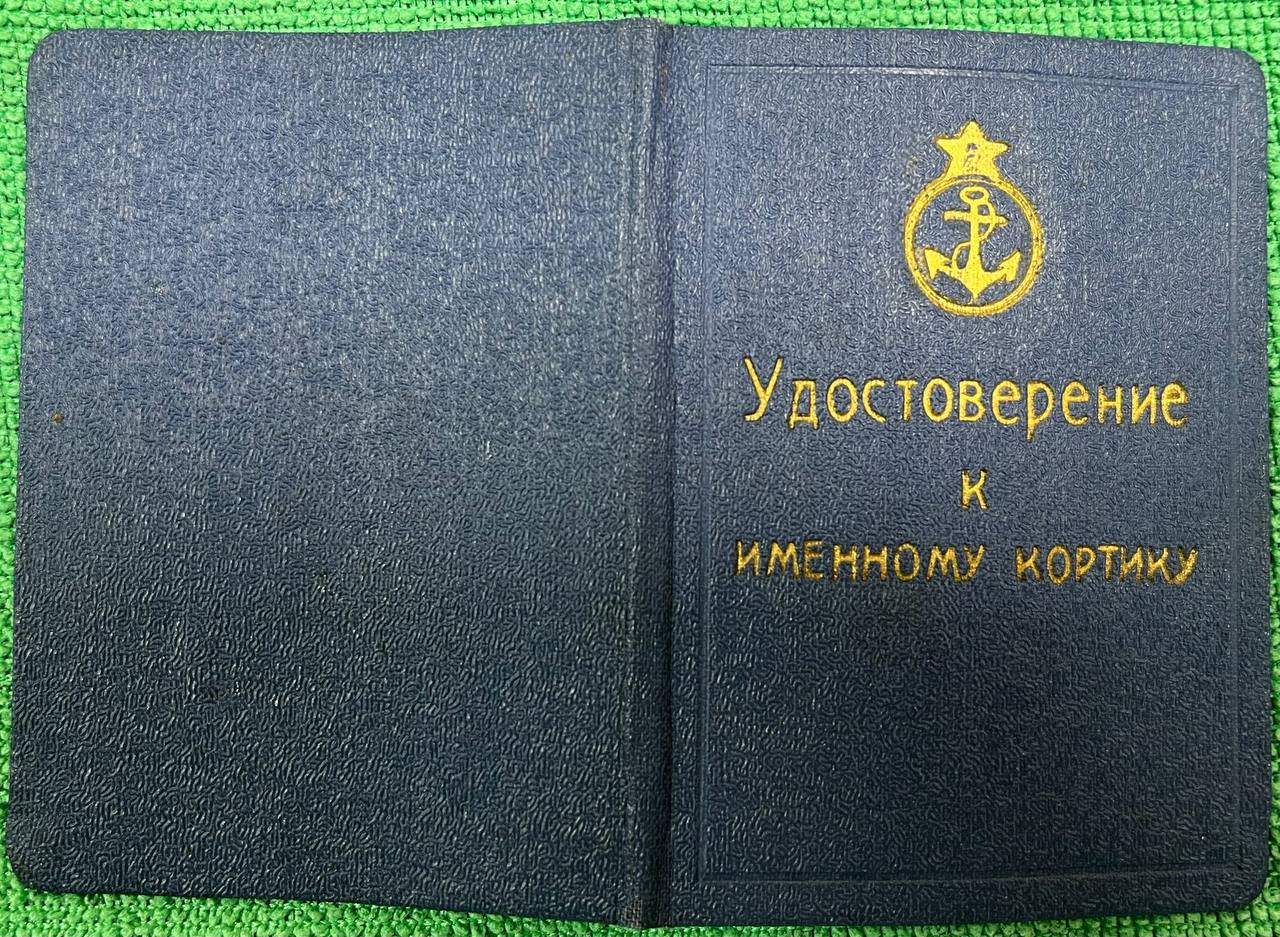 Удостоверение
к
именному кортику